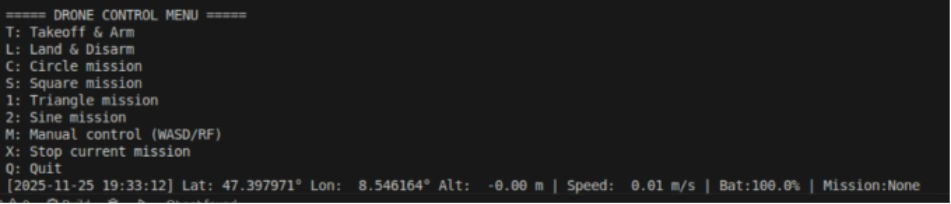 ===== DRONE CONTROL MENU =====
T: Takeoff & Arm
L: Land & Disarm
C: Circle mission
S: Square mission
1: Triangle mission
2: Sine mission
M: Manual control (WASD/RF)
X: Stop current mission
Q: Quit
[2025-11-25 19:33:12] Lat: 47.397971° Lon:  8.546164° Alt:  -0.00 m | Speed:  0.01 m/s | Bat:100.0% | Mission:None